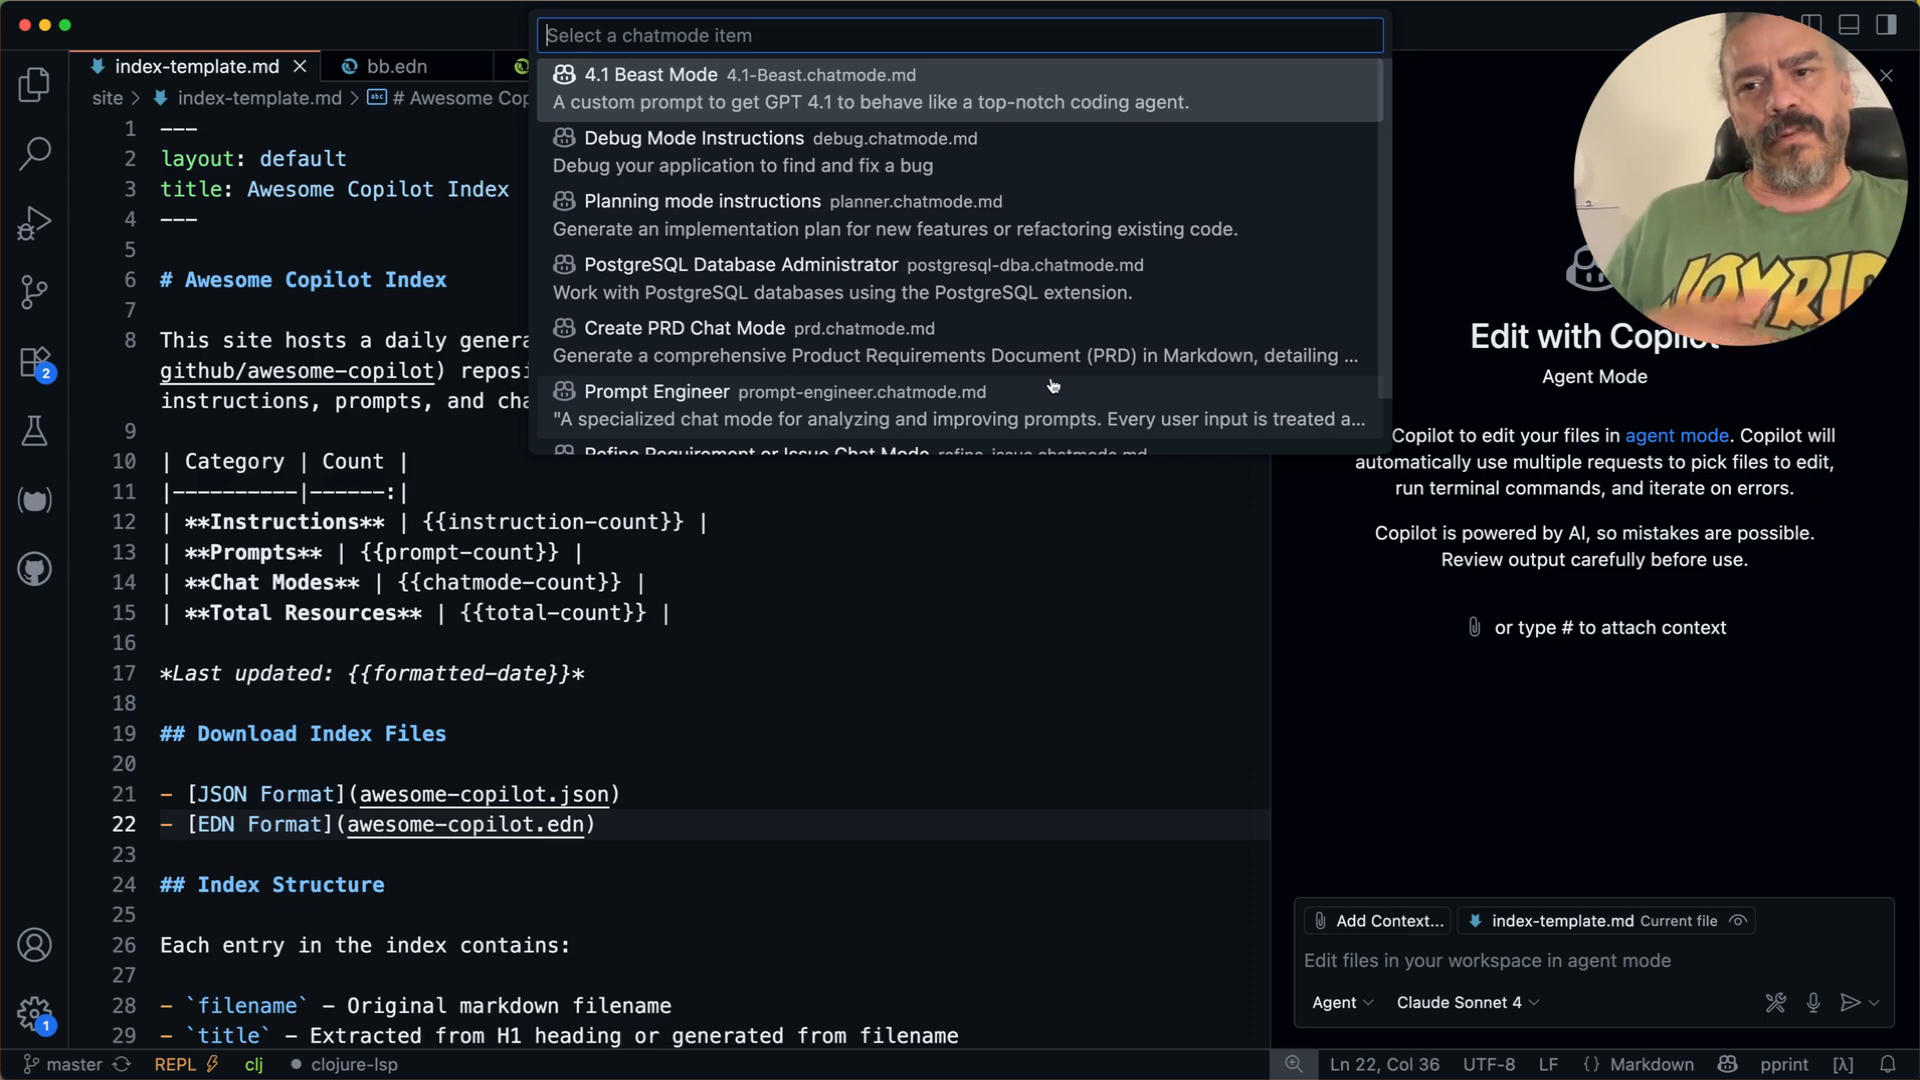 Select a chatmode item
4.1 Beast Mode 4.1-Beast.chatmode.md
A custom prompt to get GPT 4.1 to behave like a top-notch coding agent.
Debug Mode Instructions debug.chatmode.md
Debug your application to find and fix a bug
Planning mode instructions planner.chatmode.md
Generate an implementation plan for new features or refactoring existing code.
PostgreSQL Database Administrator postgresql-dba.chatmode.md
Work with PostgreSQL databases using the PostgreSQL extension.
Create PRD Chat Mode prd.chatmode.md
Generate a comprehensive Product Requirements Document (PRD) in Markdown, detailing ...
Prompt Engineer prompt-engineer.chatmode.md
"A specialized chat mode for analyzing and improving prompts. Every user input is treated a...
Refine Requirement or Issue Chat Mode refine-issue.chatmode.md
index-template.md
bb.edn
site > index-template.md > # Awesome Cop
1 ---
2 layout: default
3 title: Awesome Copilot Index
4 ---
5
6 # Awesome Copilot Index
7
8 This site hosts a daily genera
github/awesome-copilot) reposi
instructions, prompts, and cha
9
10 | Category | Count |
11 |----------|------:|
12 | **Instructions** | {{instruction-count}} |
13 | **Prompts** | {{prompt-count}} |
14 | **Chat Modes** | {{chatmode-count}} |
15 | **Total Resources** | {{total-count}} |
16
17 *Last updated: {{formatted-date}}*
18
19 ## Download Index Files
20
21 - [JSON Format](awesome-copilot.json)
22 - [EDN Format](awesome-copilot.edn)
23
24 ## Index Structure
25
26 Each entry in the index contains:
27
28 - `filename` - Original markdown filename
29 - `title` - Extracted from H1 heading or generated from filename
2
1
JOYRID
Edit with Copilot
Agent Mode
Copilot to edit your files in agent mode. Copilot will
automatically use multiple requests to pick files to edit,
run terminal commands, and iterate on errors.
Copilot is powered by AI, so mistakes are possible.
Review output carefully before use.
or type # to attach context
Add Context...
index-template.md Current file
Edit files in your workspace in agent mode
Agent
Claude Sonnet 4
master
REPL
clj
clojure-lsp
Ln 22, Col 36
UTF-8
LF
{} Markdown
pprint
[λ]